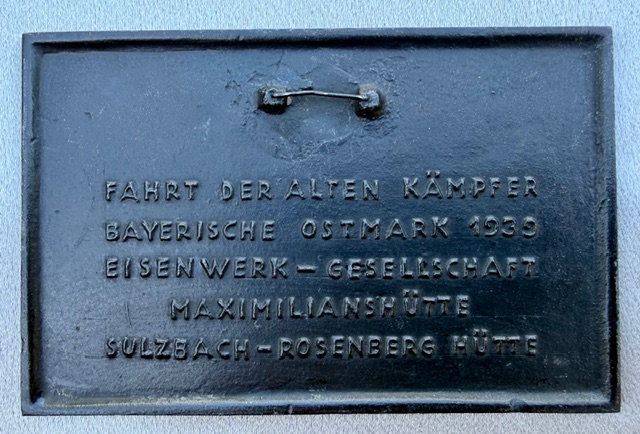 FAHRT DER ALTEN KÄMPFER
BAYERISCHE OSTMARK 1939
EISENWERK – GESELLSCHAFT
MAXIMILIANSHÜTTE
SULZBACH – ROSENBERG HÜTTE